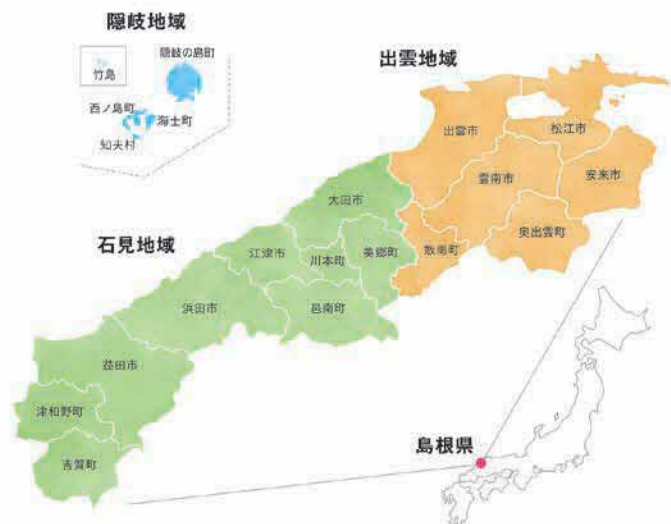 隠岐地域
隠岐の島町
竹島
西ノ島町
海士町
知夫村
出雲地域
出雲市
松江市
安来市
雲南市
奥出雲町
飯南町
石見地域
大田市
江津市
川本町
美郷町
浜田市
邑南町
益田市
津和野町
吉賀町
島根県